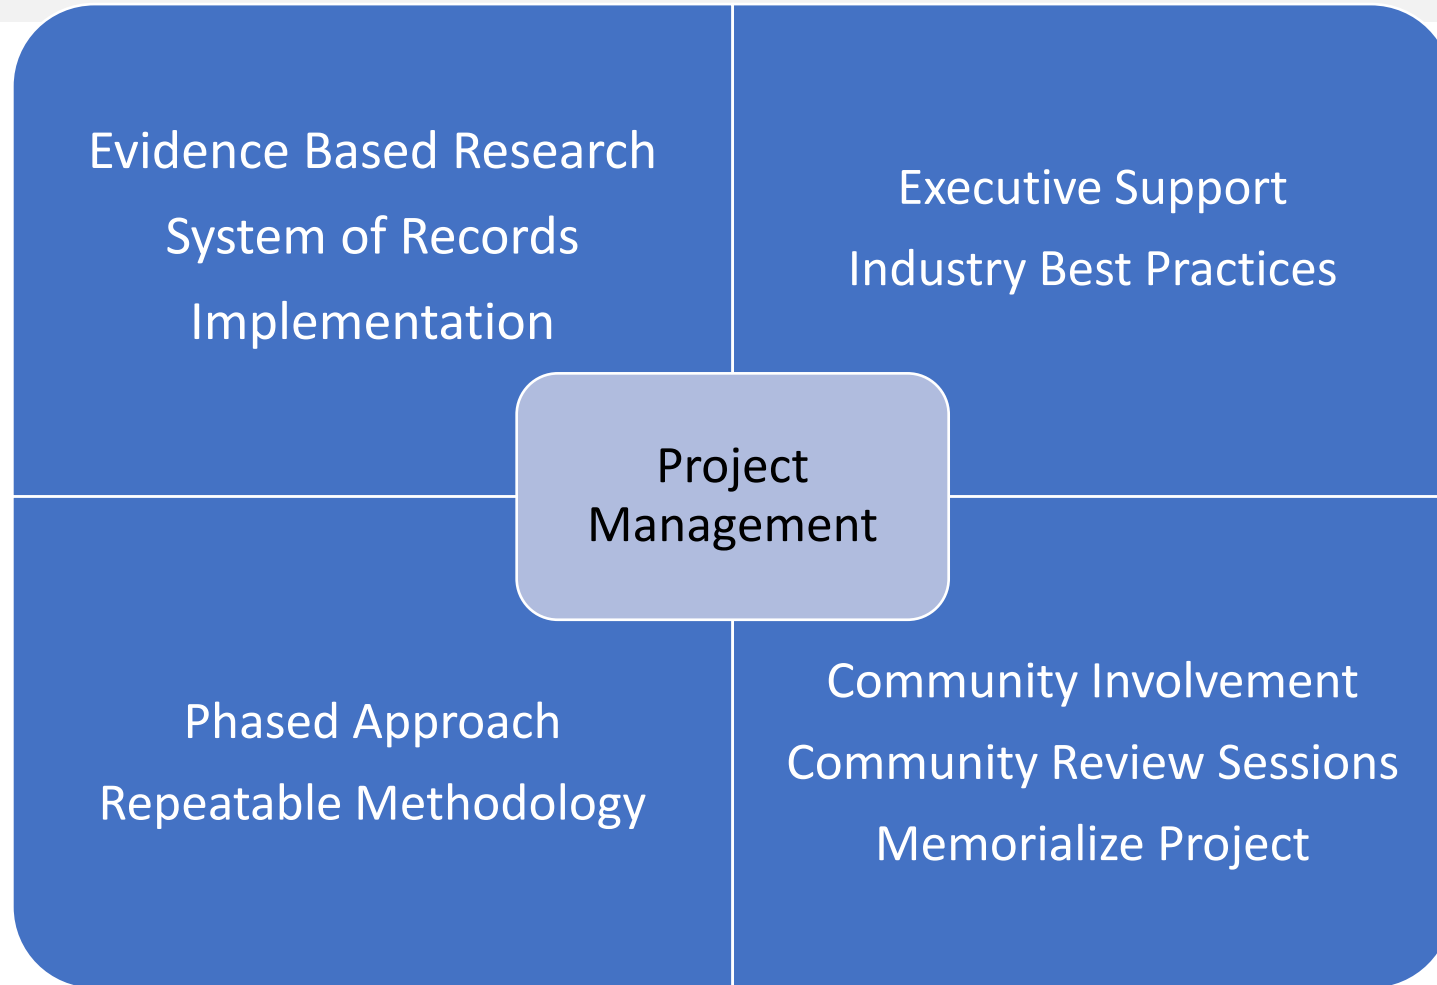 Evidence Based Research
System of Records
Implementation
Executive Support
Industry Best Practices
Project
Management
Phased Approach
Repeatable Methodology
Community Involvement
Community Review Sessions
Memorialize Project